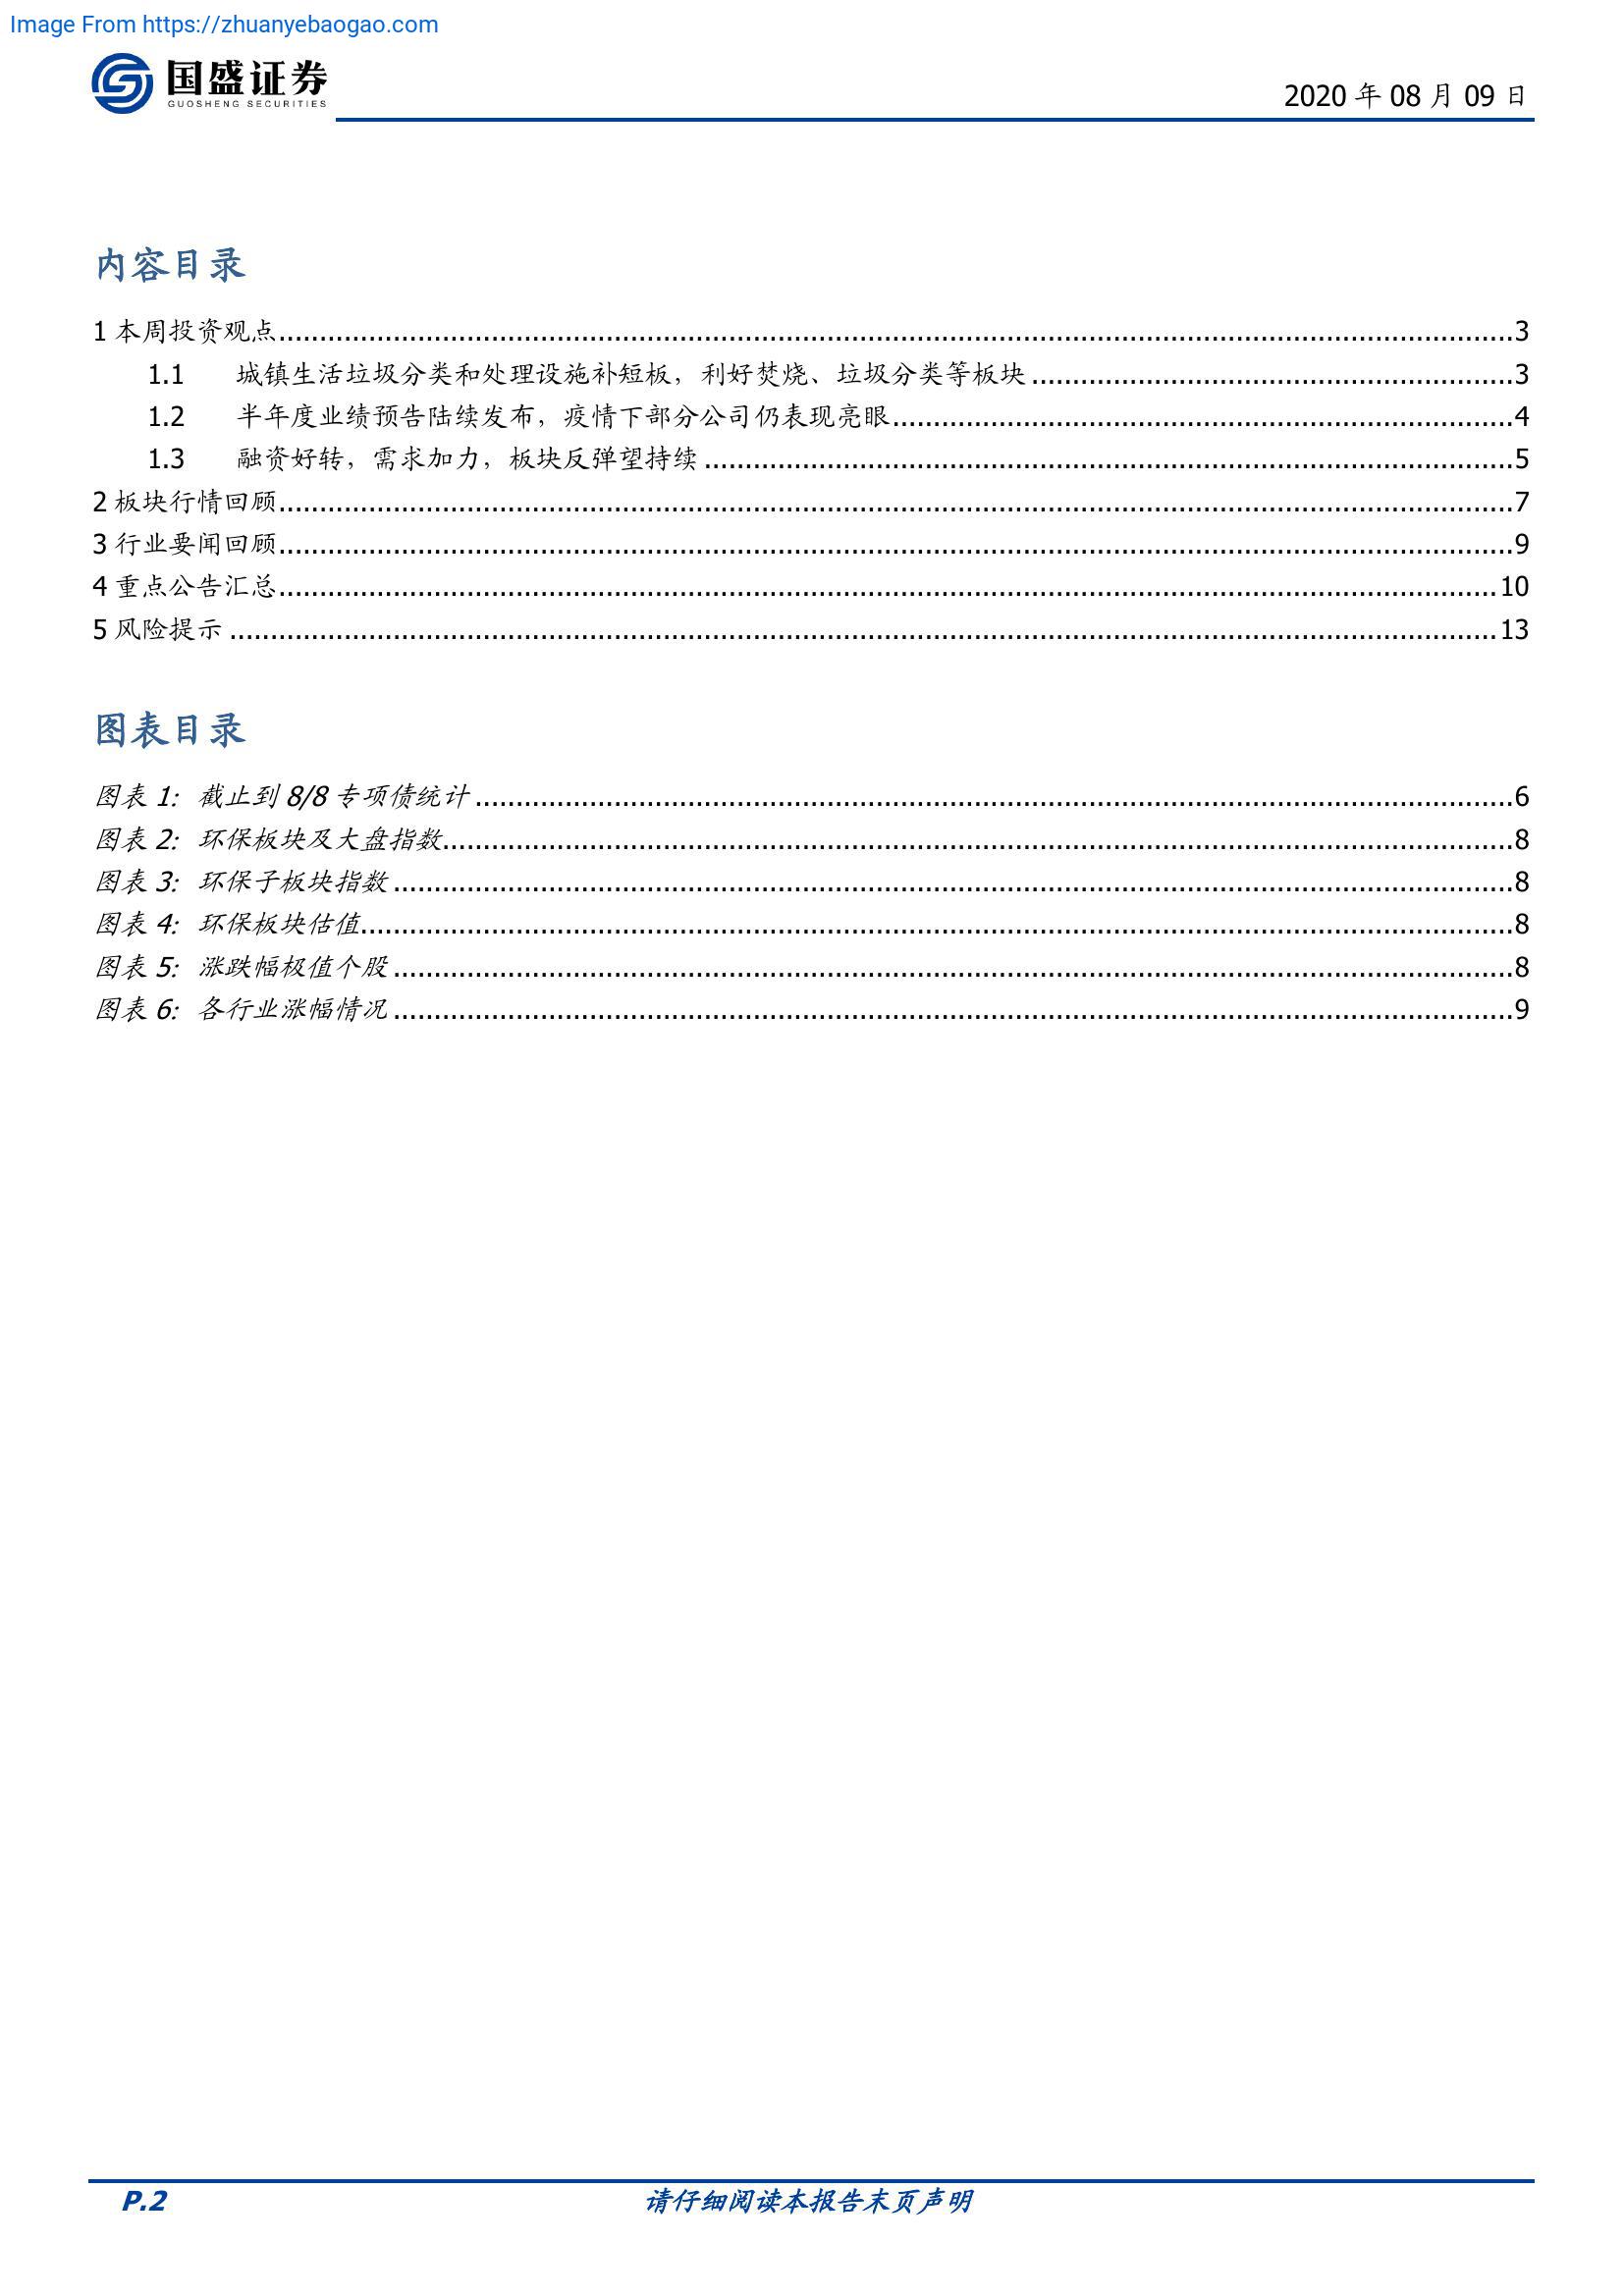 Image From https://zhuanyebaogao.com
国盛证券
GUOSHENG SECURITIES
2020 年 08 月 09 日
内容目录
1 本周投资观点...3
1.1 城镇生活垃圾分类和处理设施补短板，利好焚烧、垃圾分类等板块...3
1.2 半年度业绩预告陆续发布，疫情下部分公司仍表现亮眼...4
1.3 融资好转，需求加力，板块反弹望持续...5
2 板块行情回顾...7
3 行业要闻回顾...9
4 重点公告汇总...10
5 风险提示...13
图表目录
图表 1: 截止到 8/8 专项债统计...6
图表 2: 环保板块及大盘指数...8
图表 3: 环保子板块指数...8
图表 4: 环保板块估值...8
图表 5: 涨跌幅极值个股...8
图表 6: 各行业涨幅情况...9
P.2 请仔细阅读本报告末页声明